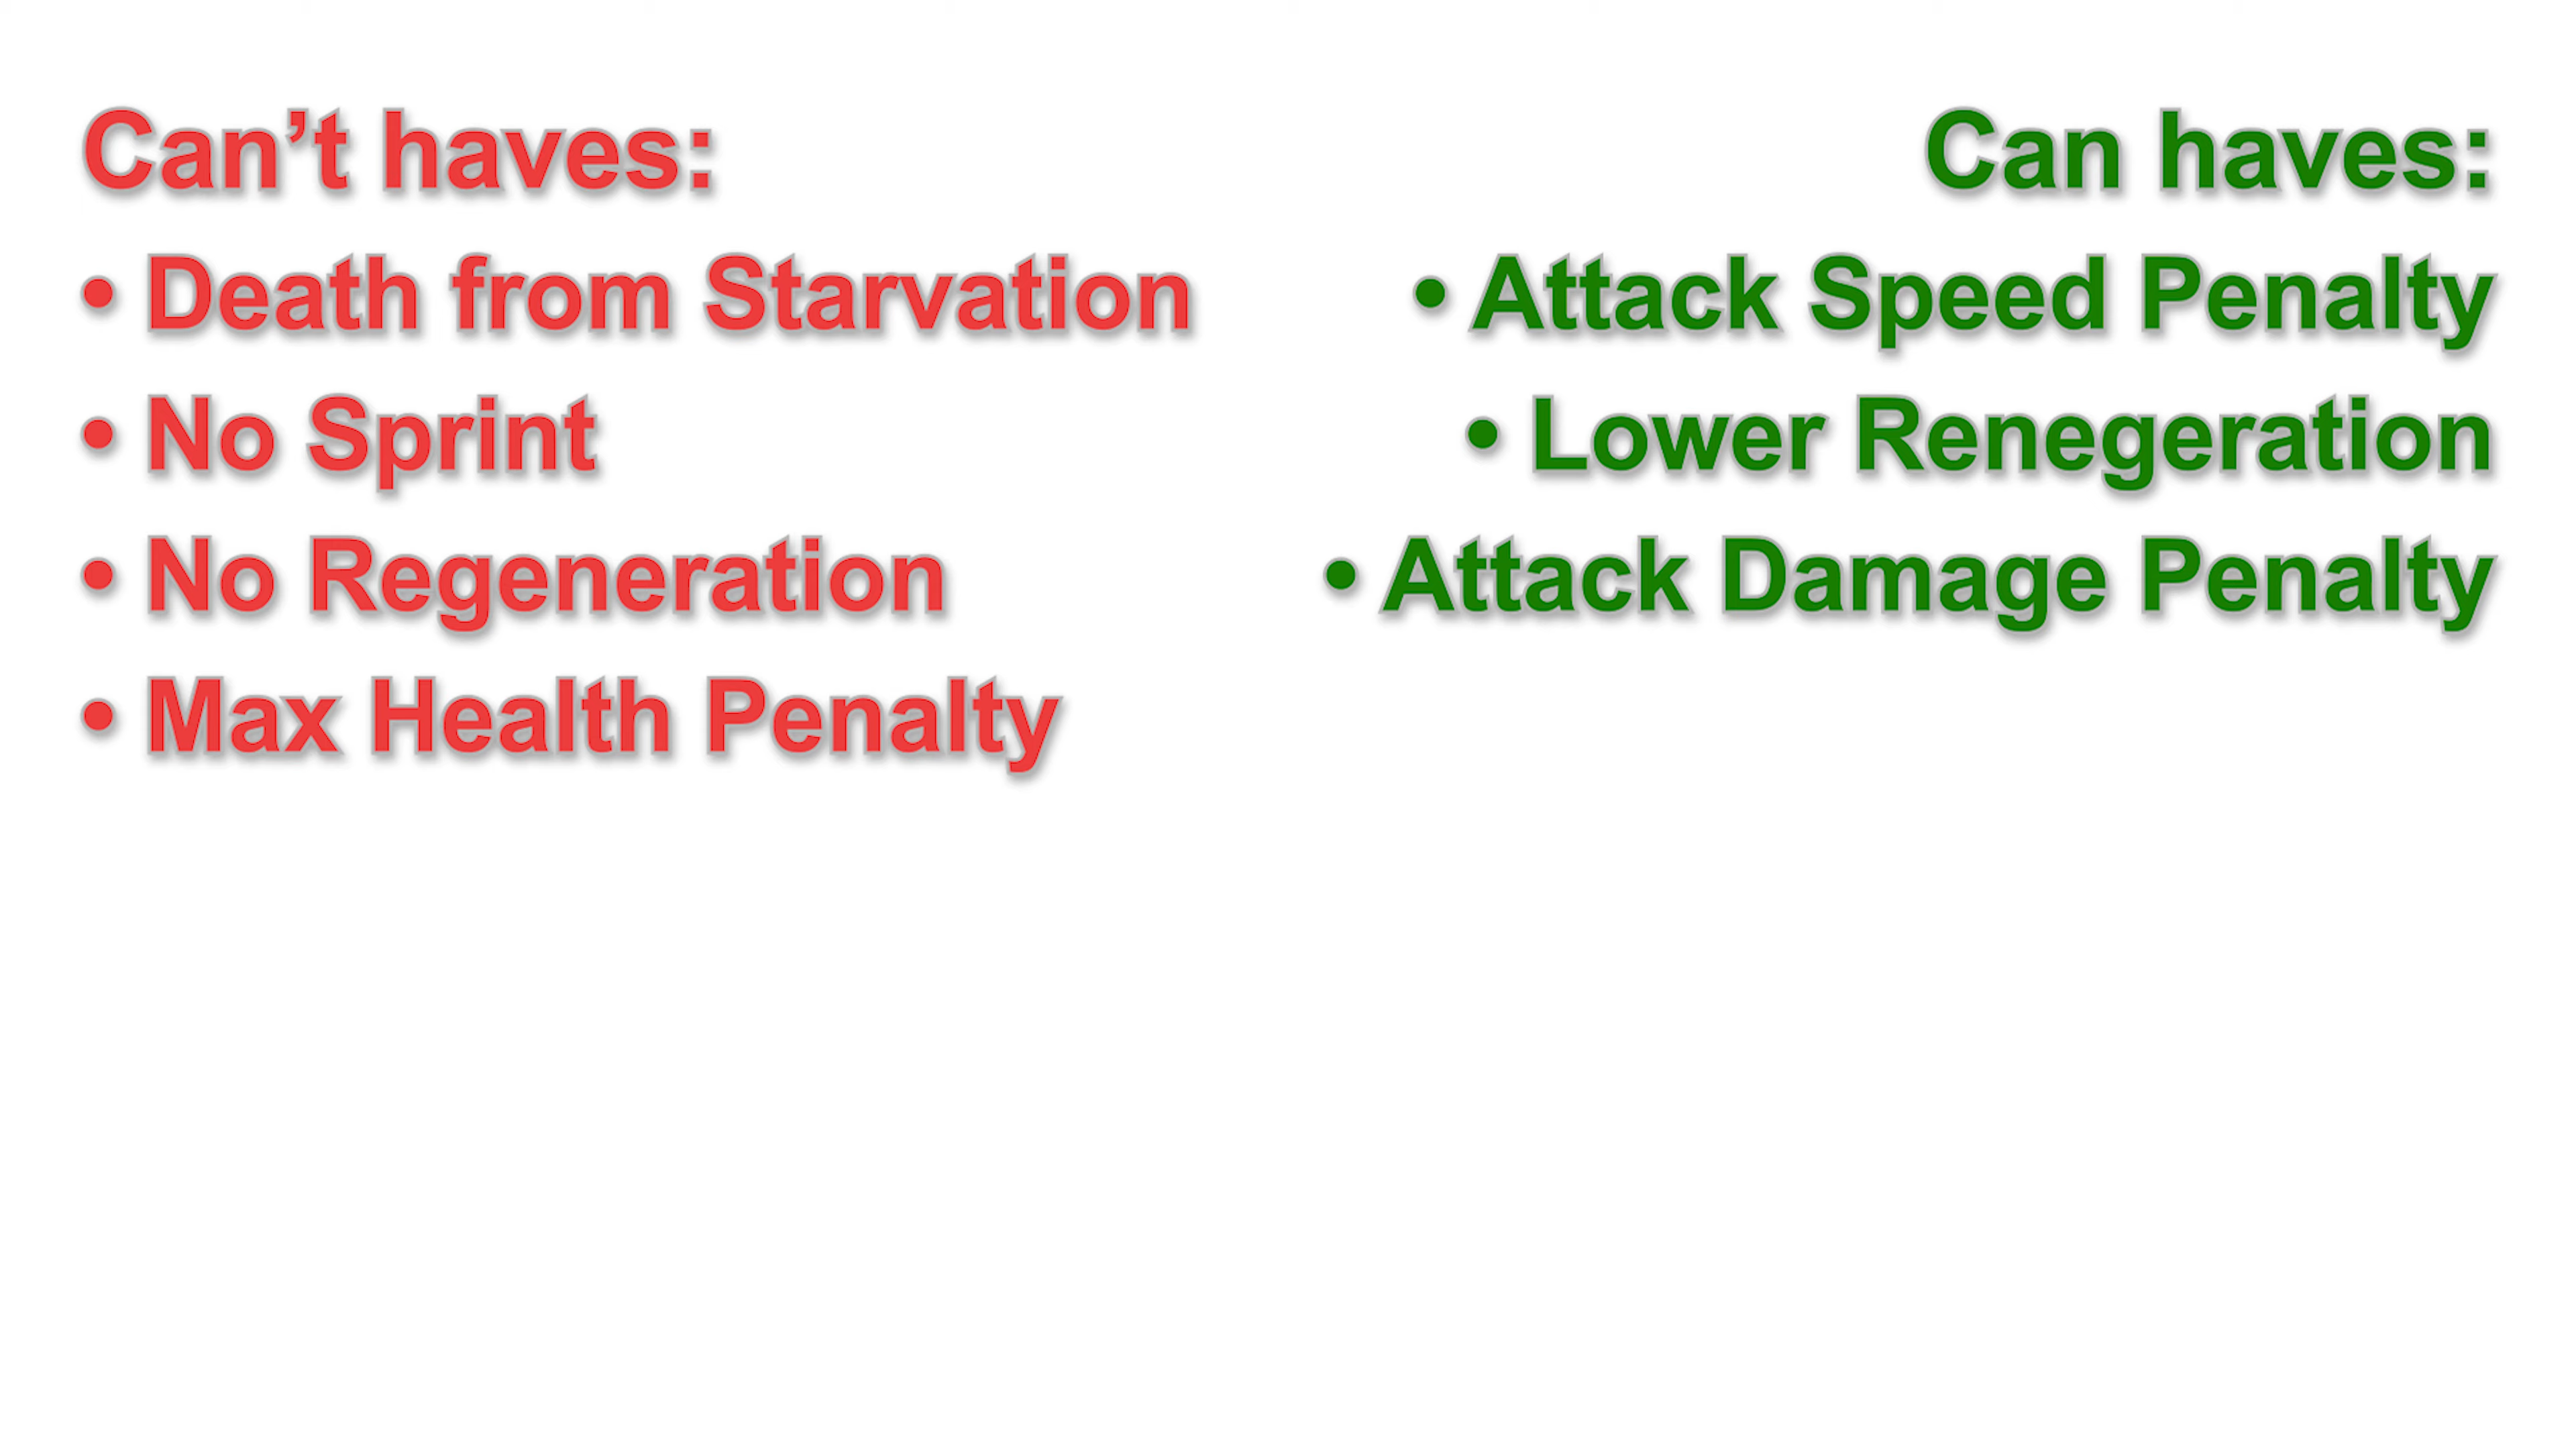 Can’t haves:
• Death from Starvation
• No Sprint
• No Regeneration
• Max Health Penalty
Can haves:
• Attack Speed Penalty
• Lower Renegeration
• Attack Damage Penalty